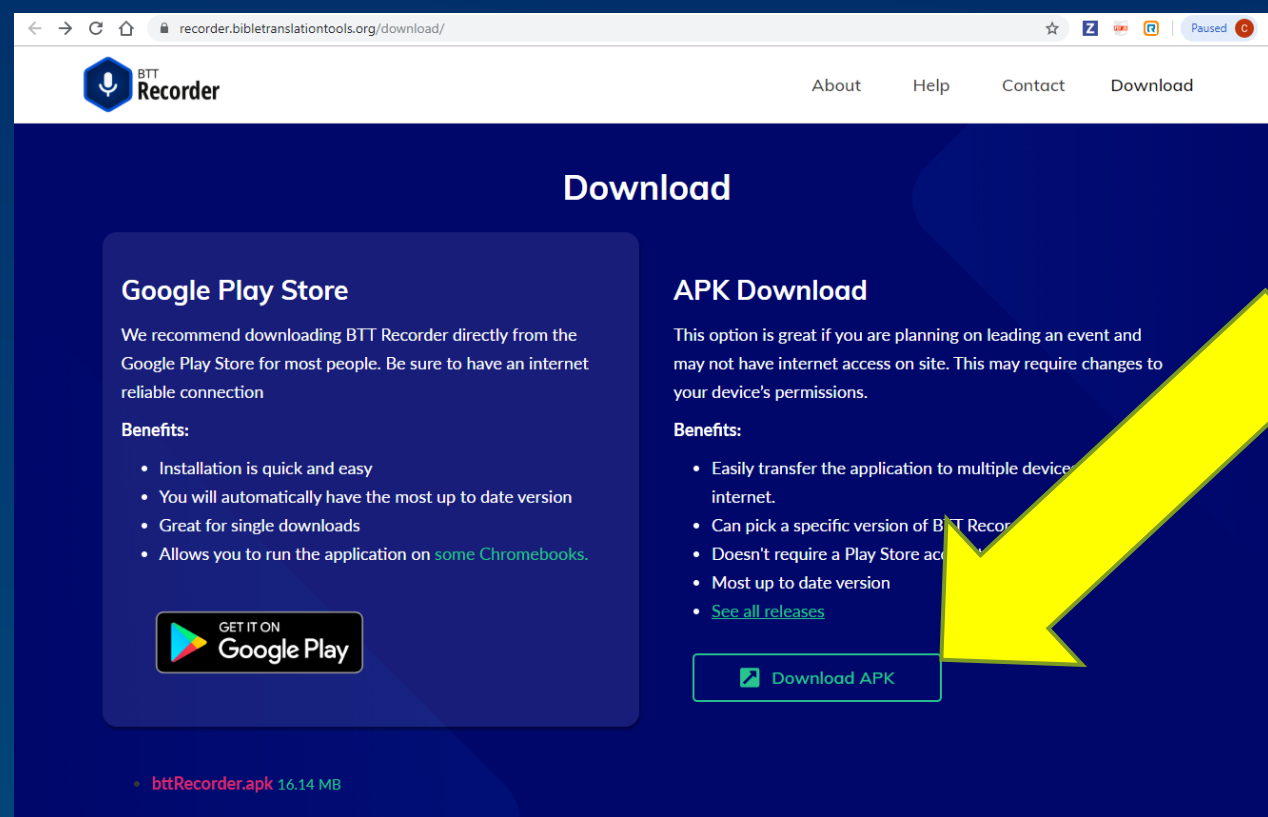 recorder.bibletranslationtools.org/download/
Paused C
BTT
Recorder
About Help Contact Download
Download
Google Play Store
We recommend downloading BTT Recorder directly from the
Google Play Store for most people. Be sure to have an internet
reliable connection
Benefits:
• Installation is quick and easy
• You will automatically have the most up to date version
• Great for single downloads
• Allows you to run the application on some Chromebooks.
GET IT ON
Google Play
APK Download
This option is great if you are planning on leading an event and
may not have internet access on site. This may require changes to
your device's permissions.
Benefits:
• Easily transfer the application to multiple device
internet.
• Can pick a specific version of BTT Recor
• Doesn't require a Play Store
• Most up to date version
• See all releases
Download APK
• bttRecorder.apk 16.14 MB